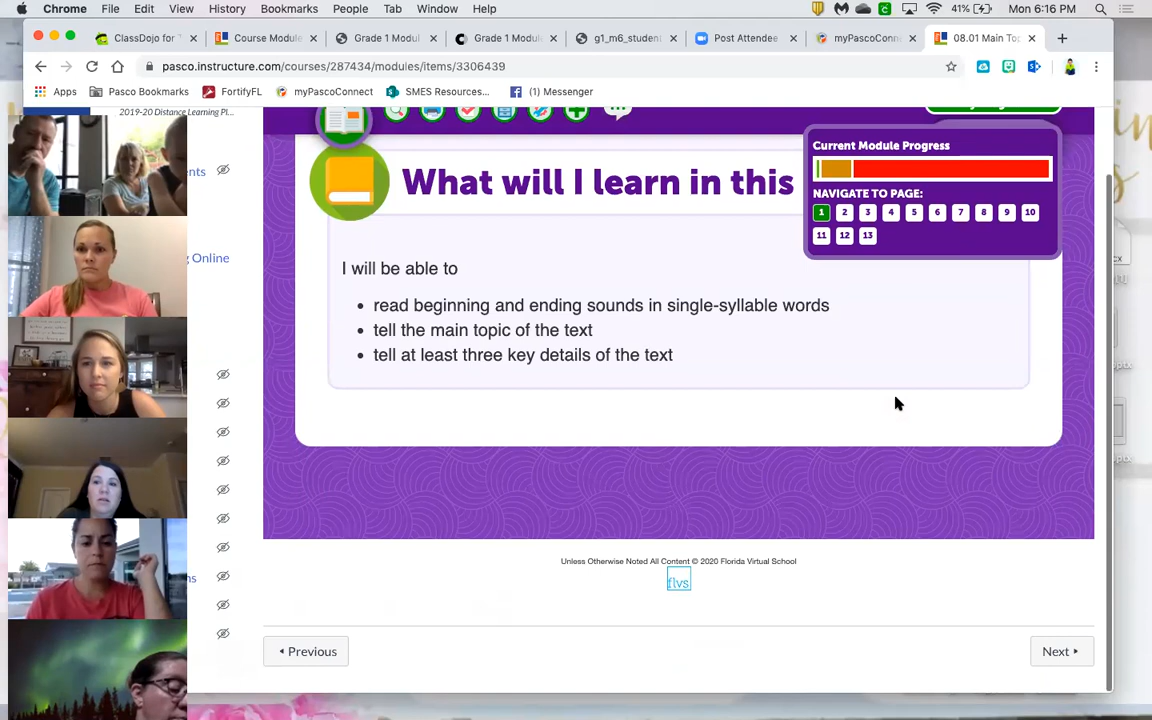 Chrome File Edit View History Bookmarks People Tab Window Help 41% Mon 6:16 PM
ClassDojo for Course Module Grade 1 Modul Grade 1 Module g1_m6_studen Post Attendee myPascoConn 08.01 Main Top
pasco.instructure.com/courses/287434/modules/items/3306439
Apps Pasco Bookmarks FortifyFL myPascoConnect SMES Resources... (1) Messenger
2019-20 Distance Learning Pl...
ents
g Online
ns
Current Module Progress
NAVIGATE TO PAGE:
1 2 3 4 5 6 7 8 9 10
11 12 13
What will I learn in this
I will be able to
• read beginning and ending sounds in single-syllable words
• tell the main topic of the text
• tell at least three key details of the text
Unless Otherwise Noted All Content © 2020 Florida Virtual School
flvs
Previous
Next